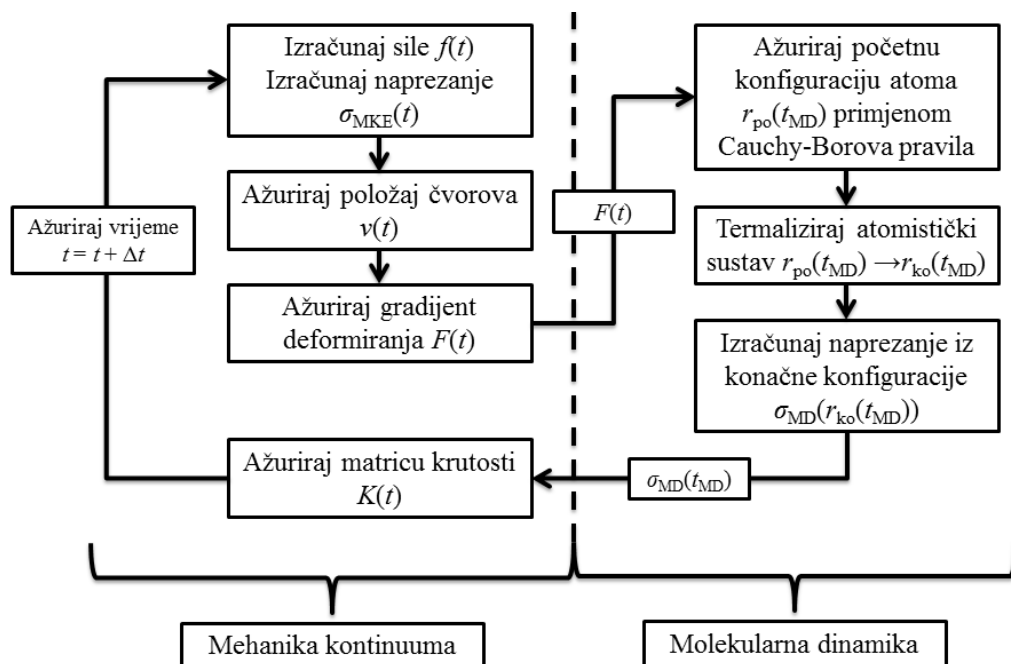 Izračunaj sile f(t)
Izračunaj naprezanje
σMKE(t)
Ažuriraj položaj čvorova
v(t)
Ažuriraj gradijent
deformiranja F(t)
Ažuriraj matricu krutosti
K(t)
Ažuriraj vrijeme
t = t + Δt
F(t)
Ažuriraj početnu
konfiguraciju atoma
rpo(tMD) primjenom
Cauchy-Borova pravila
Termaliziraj atomistički
sustav rpo(tMD) →rko(tMD)
Izračunaj naprezanje iz
konačne konfiguracije
σMD(rko(tMD))
σMD(tMD)
Mehanika kontinuuma
Molekularna dinamika